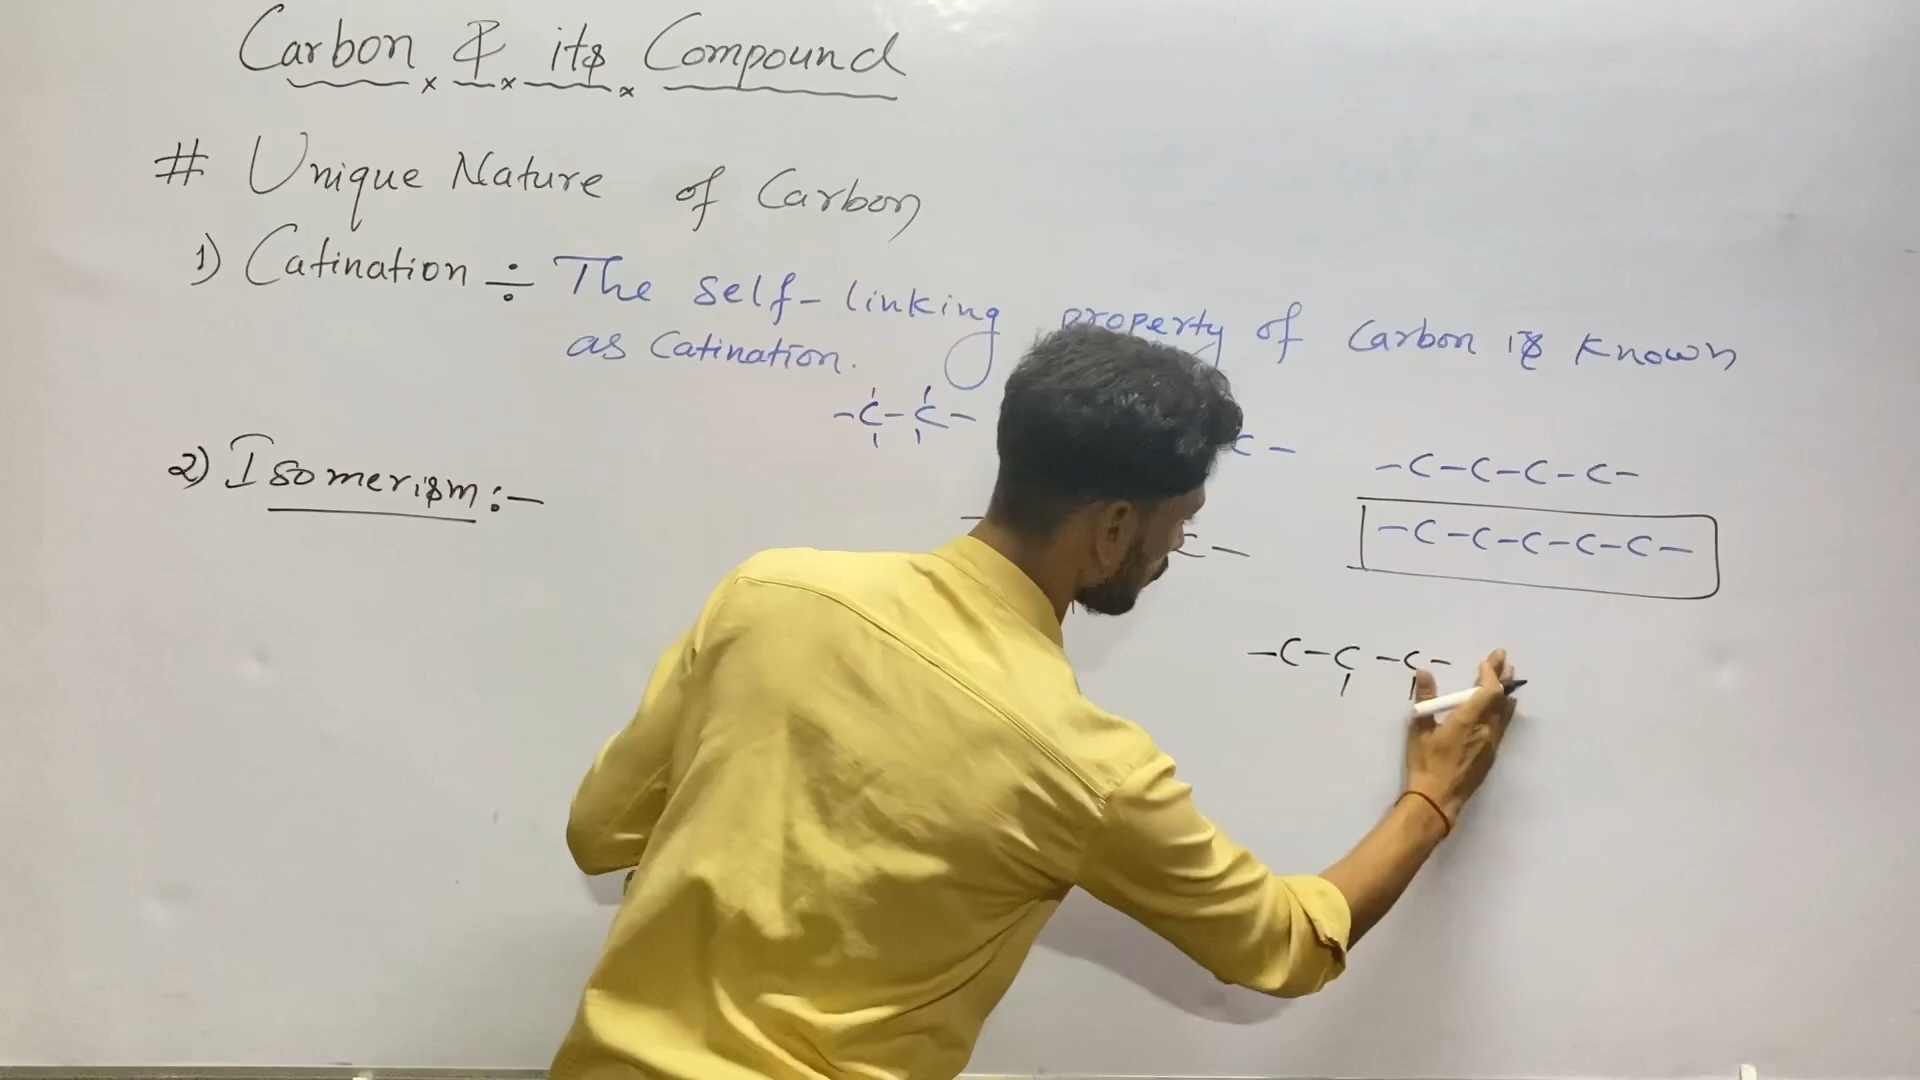 Carbon & its Compound
# Unique Nature of Carbon
1) Catination ÷ The self-linking property of Carbon is known
as Catination.
-C-C-
C-
-C-C-C-C-
2) Isomerism:-
-C-C-C-C-C-
C-
-C-C-C-